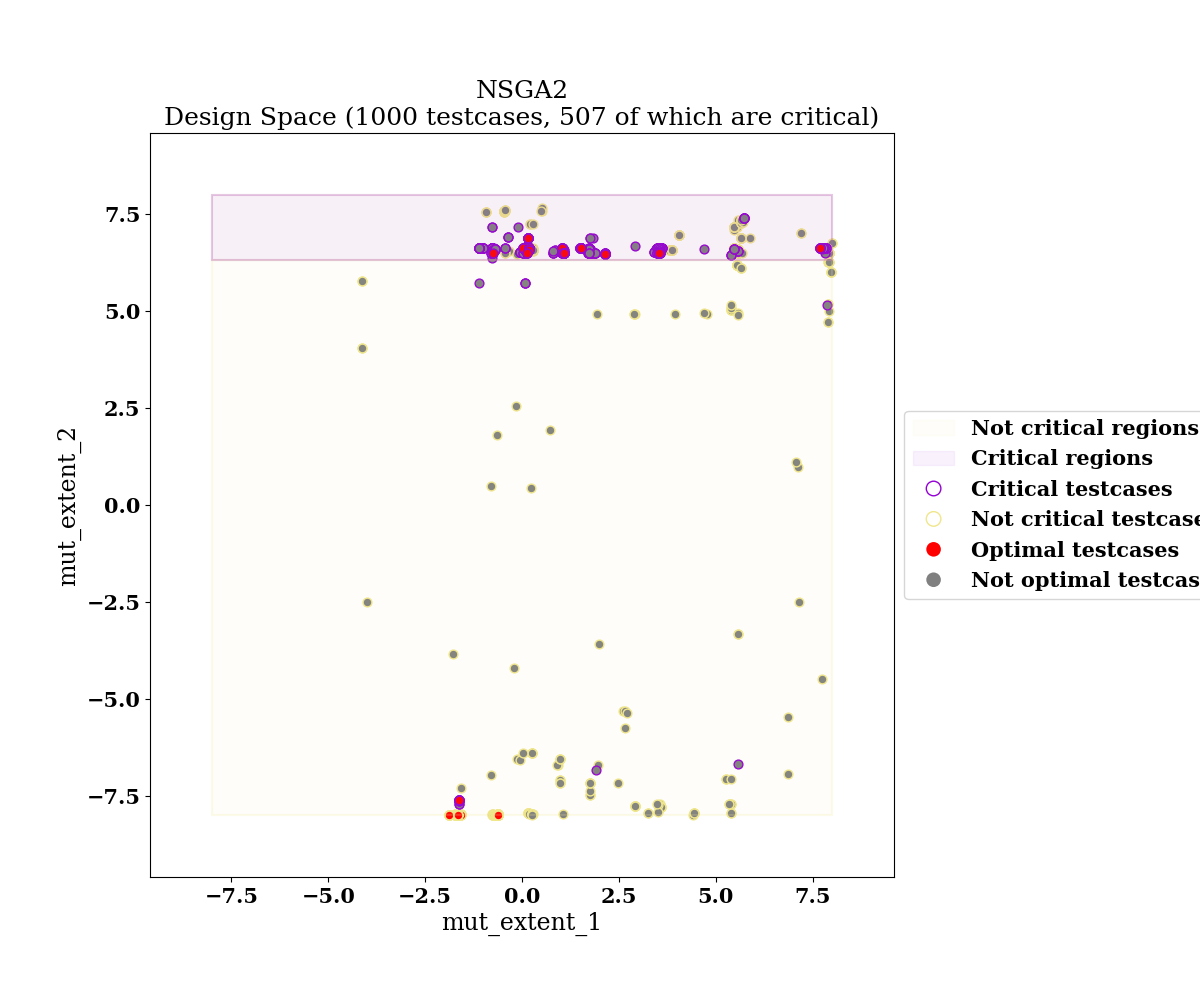 NSGA2
Design Space (1000 testcases, 507 of which are critical)
7.5
5.0
2.5
0.0
−2.5
−5.0
−7.5
mut_extent_2
−7.5
−5.0
−2.5
0.0
2.5
5.0
7.5
mut_extent_1
Not critical regions
Critical regions
Critical testcases
Not critical testcase
Optimal testcases
Not optimal testcas